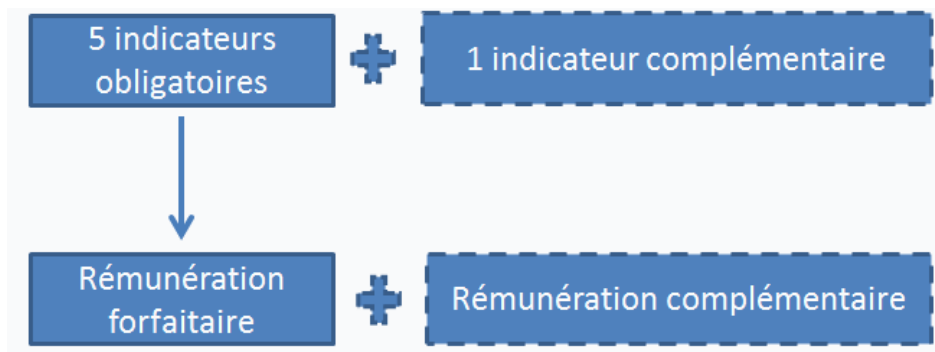 5 indicateurs
obligatoires
1 indicateur complémentaire
Rémunération
forfaitaire
Rémunération complémentaire